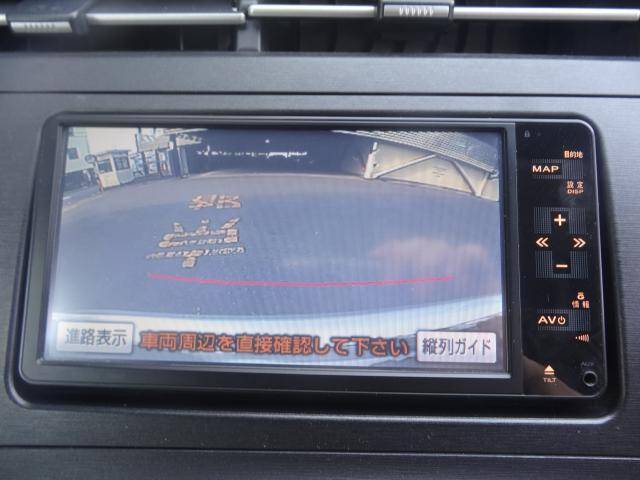 目的地
MAP
設定
DISP
情報
AV
TILT
AUX
進路表示
車両周辺を直接確認して下さい
縦列ガイド